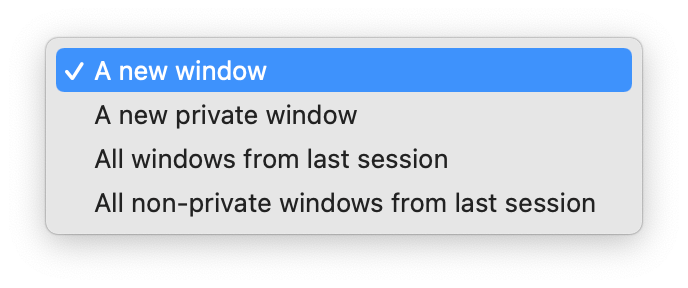 ✓ A new window
A new private window
All windows from last session
All non-private windows from last session